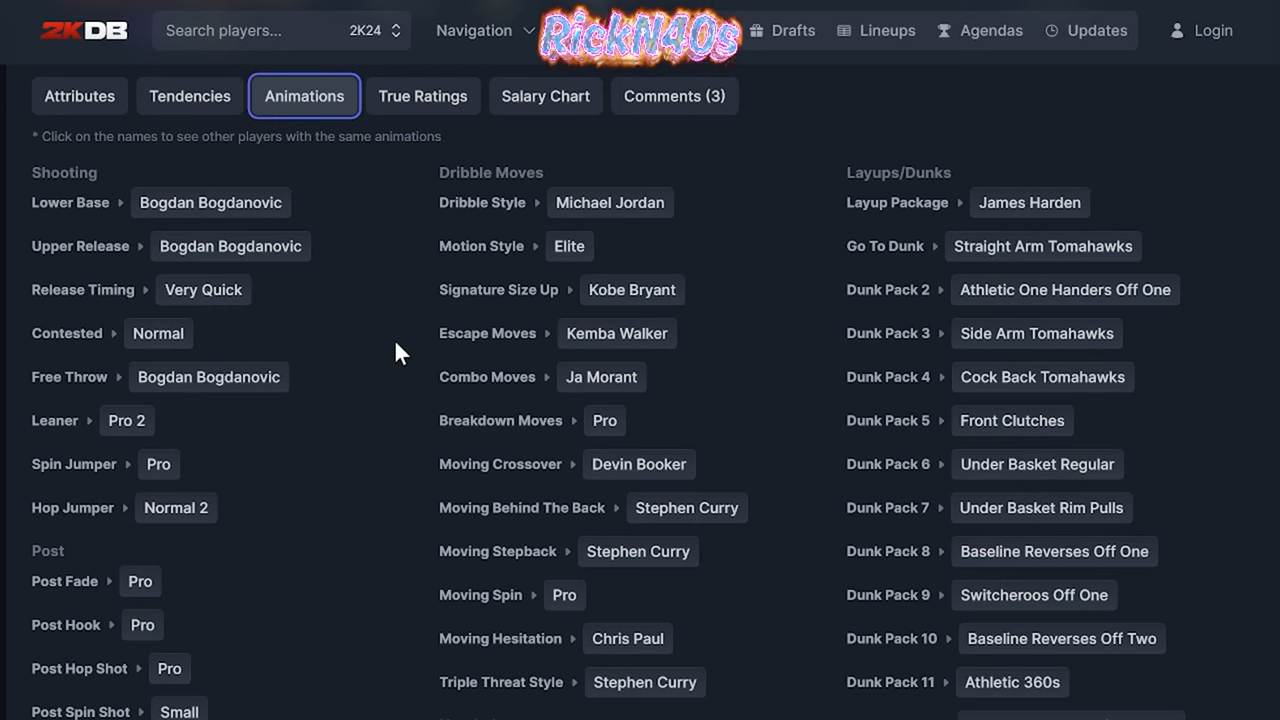 2KDB Search players... 2K24 Navigation RickN40s Drafts Lineups Agendas Updates Login
Attributes Tendencies Animations True Ratings Salary Chart Comments (3)
* Click on the names to see other players with the same animations
Shooting
Lower Base Bogdan Bogdanovic
Upper Release Bogdan Bogdanovic
Release Timing Very Quick
Contested Normal
Free Throw Bogdan Bogdanovic
Leaner Pro 2
Spin Jumper Pro
Hop Jumper Normal 2
Post
Post Fade Pro
Post Hook Pro
Post Hop Shot Pro
Post Spin Shot Small
Dribble Moves
Dribble Style Michael Jordan
Motion Style Elite
Signature Size Up Kobe Bryant
Escape Moves Kemba Walker
Combo Moves Ja Morant
Breakdown Moves Pro
Moving Crossover Devin Booker
Moving Behind The Back Stephen Curry
Moving Stepback Stephen Curry
Moving Spin Pro
Moving Hesitation Chris Paul
Triple Threat Style Stephen Curry
Layups/Dunks
Layup Package James Harden
Go To Dunk Straight Arm Tomahawks
Dunk Pack 2 Athletic One Handers Off One
Dunk Pack 3 Side Arm Tomahawks
Dunk Pack 4 Cock Back Tomahawks
Dunk Pack 5 Front Clutches
Dunk Pack 6 Under Basket Regular
Dunk Pack 7 Under Basket Rim Pulls
Dunk Pack 8 Baseline Reverses Off One
Dunk Pack 9 Switcheroos Off One
Dunk Pack 10 Baseline Reverses Off Two
Dunk Pack 11 Athletic 360s